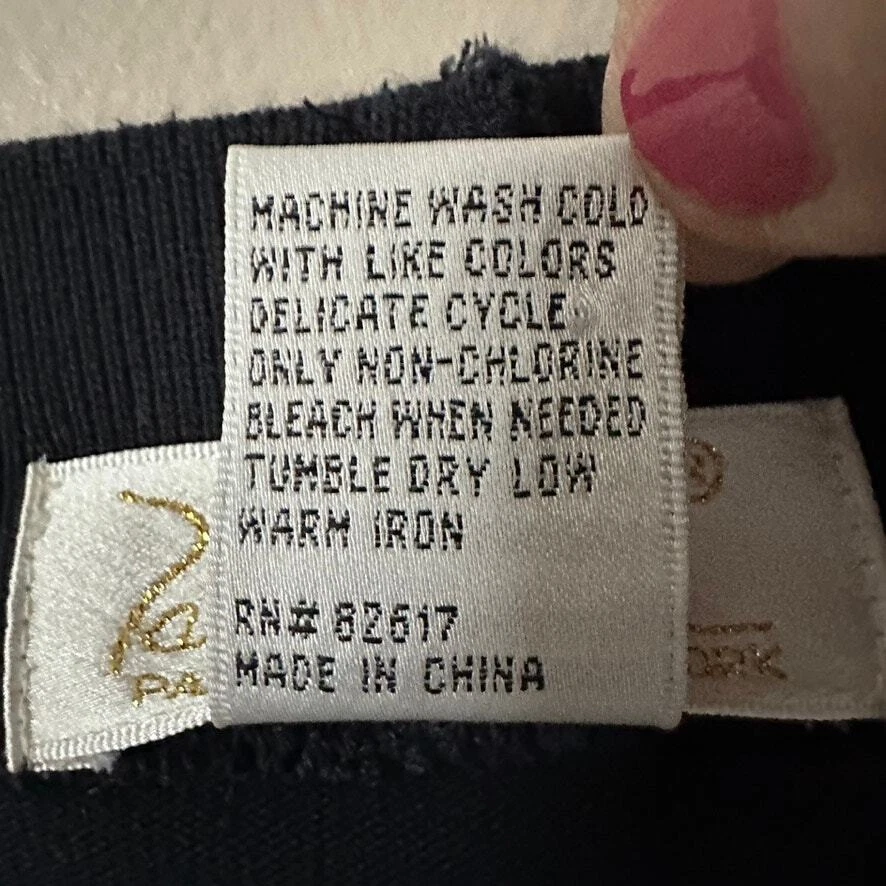 MACHINE WASH COLD
WITH LIKE COLORS
DELICATE CYCLE
ONLY NON-CHLORINE
BLEACH WHEN NEEDED
TUMBLE DRY LOW
WARM IRON
RN# 82617
MADE IN CHINA